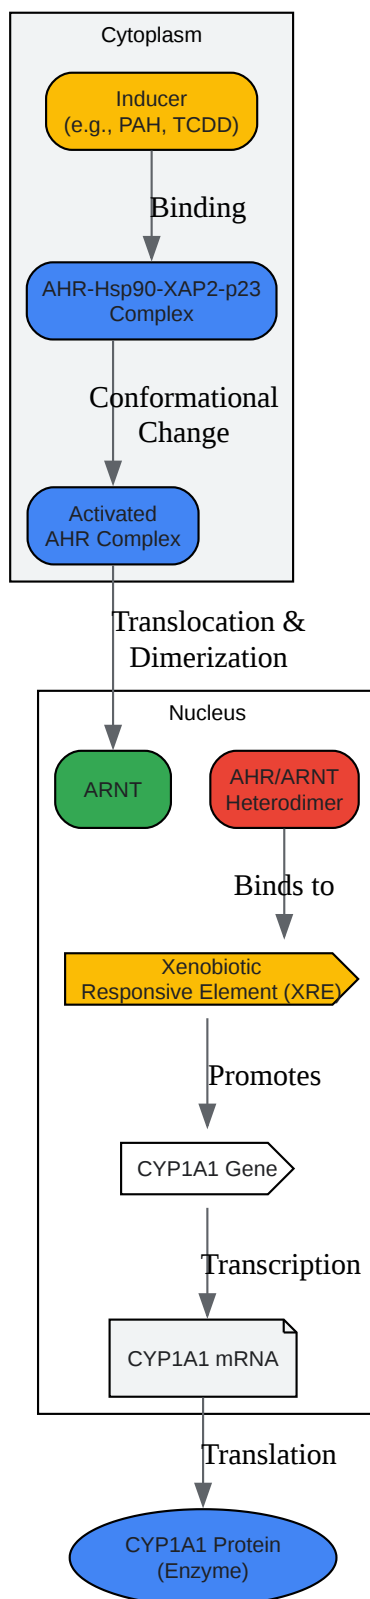 Cytoplasm
Inducer
(e.g., PAH, TCDD)
Binding
AHR-Hsp90-XAP2-p23
Complex
Conformational
Change
Activated
AHR Complex
Translocation &
Dimerization
Nucleus
ARNT
AHR/ARNT
Heterodimer
Binds to
Xenobiotic
Responsive Element (XRE)
Promotes
CYP1A1 Gene
Transcription
CYP1A1 mRNA
Translation
CYP1A1 Protein
(Enzyme)